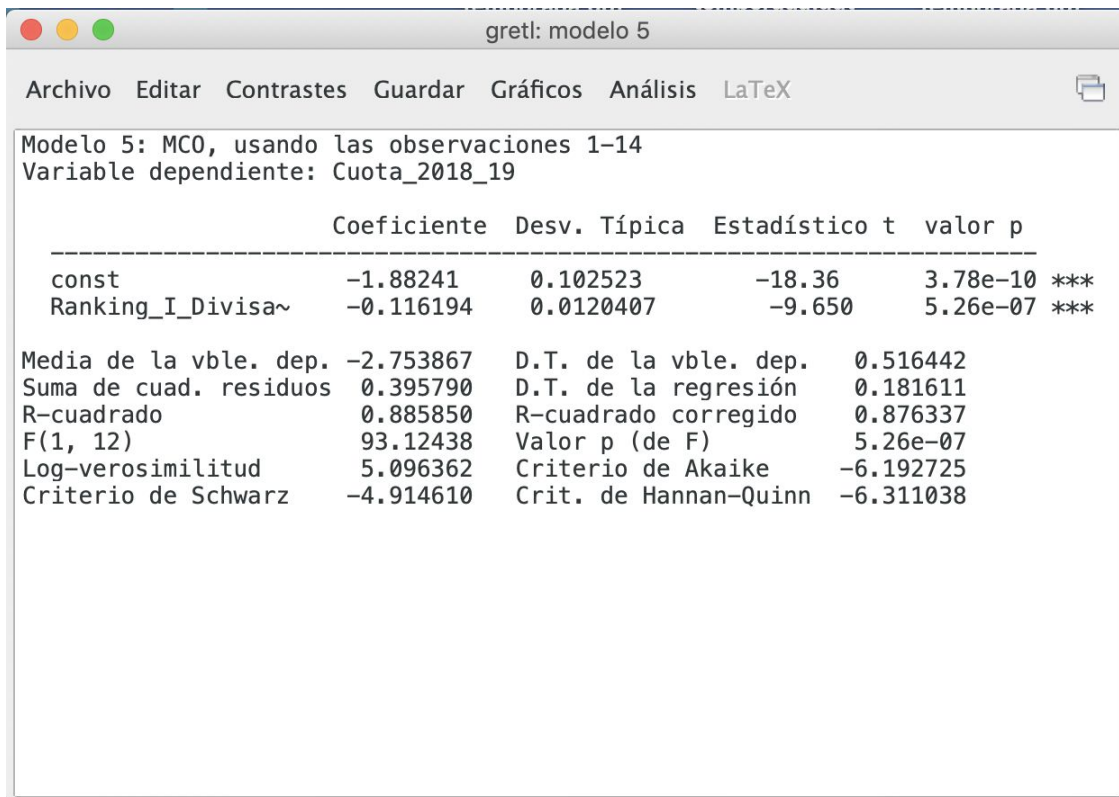 gretl: modelo 5
Archivo Editar Contrastes Guardar Gráficos Análisis LaTeX
Modelo 5: MCO, usando las observaciones 1-14
Variable dependiente: Cuota_2018_19
Coeficiente Desv. Típica Estadístico t valor p
const -1.88241 0.102523 -18.36 3.78e-10 ***
Ranking_I_Divisa~ -0.116194 0.0120407 -9.650 5.26e-07 ***
Media de la vble. dep. -2.753867 D.T. de la vble. dep. 0.516442
Suma de cuad. residuos 0.395790 D.T. de la regresión 0.181611
R-cuadrado 0.885850 R-cuadrado corregido 0.876337
F(1, 12) 93.12438 Valor p (de F) 5.26e-07
Log-verosimilitud 5.096362 Criterio de Akaike -6.192725
Criterio de Schwarz -4.914610 Crit. de Hannan-Quinn -6.311038